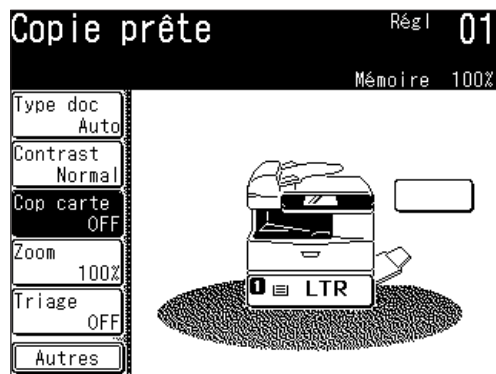 Copie prête
Régl 01
Mémoire 100%
Type doc
Auto
Contrast
Normal
Cop carte
OFF
Zoom
100%
Triage
OFF
Autres
1 LTR